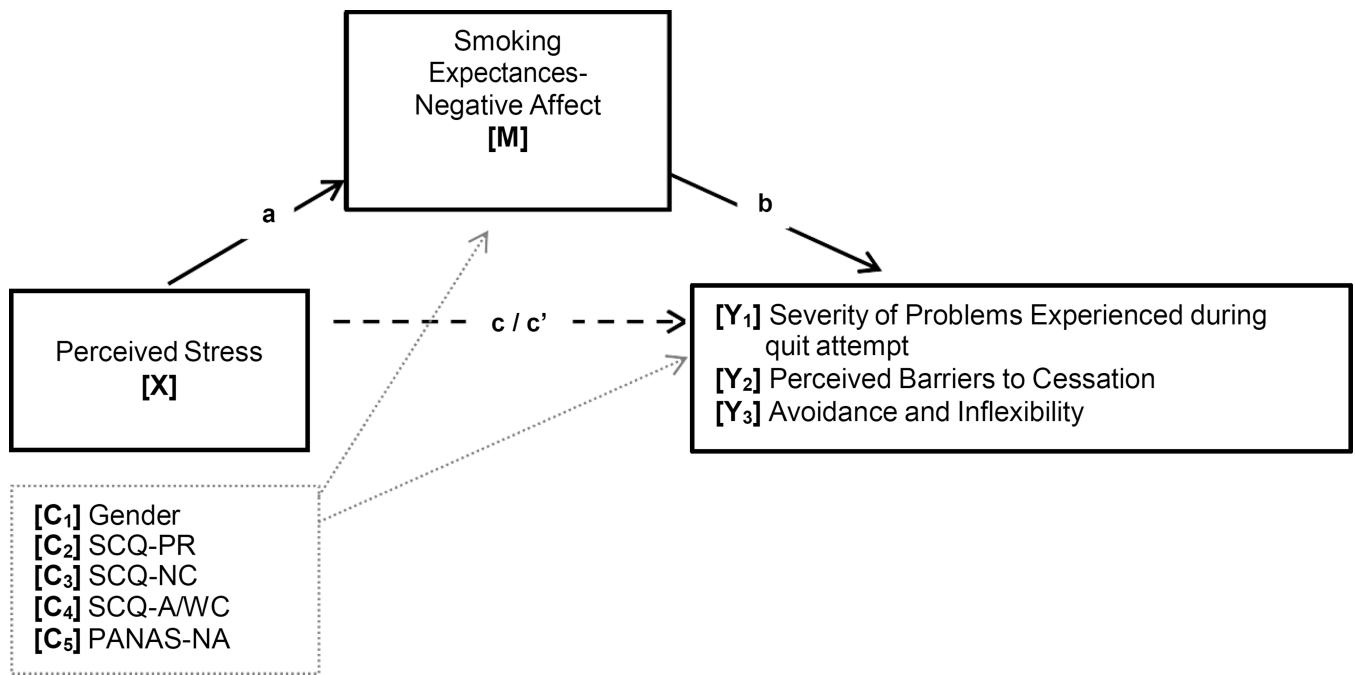 Smoking
Expectances-
Negative Affect
[M]
a
b
Perceived Stress
[X]
c / c’
[Y₁] Severity of Problems Experienced during
quit attempt
[Y₂] Perceived Barriers to Cessation
[Y₃] Avoidance and Inflexibility
[C₁] Gender
[C₂] SCQ-PR
[C₃] SCQ-NC
[C₄] SCQ-A/WC
[C₅] PANAS-NA